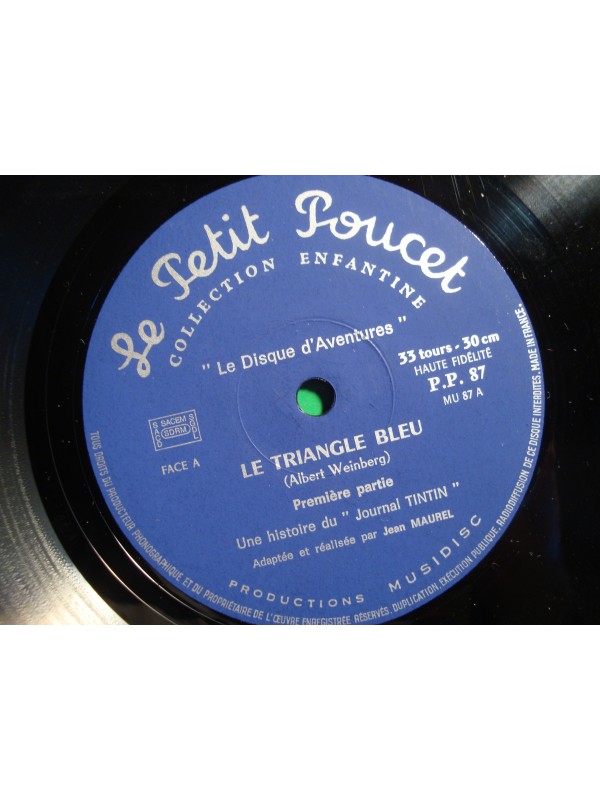 Le Petit Poucet
COLLECTION ENFANTINE
" Le Disque d'Aventures "
33 tours - 30 cm
HAUTE FIDÉLITÉ
P.P. 87
MU 87 A
SACEM
SACD
SDRM
SGDL
FACE A
LE TRIANGLE BLEU
(Albert Weinberg)
Première partie
Une histoire du " Journal TINTIN "
Adaptée et réalisée par Jean MAUREL
PRODUCTIONS MUSIDISC
TOUS DROITS DU PRODUCTEUR PHONOGRAPHIQUE ET DU PROPRIÉTAIRE DE L'ŒUVRE ENREGISTRÉE RÉSERVÉS. DUPLICATION, EXÉCUTION PUBLIQUE, RADIODIFFUSION DE CE DISQUE INTERDITES. MADE IN FRANCE.